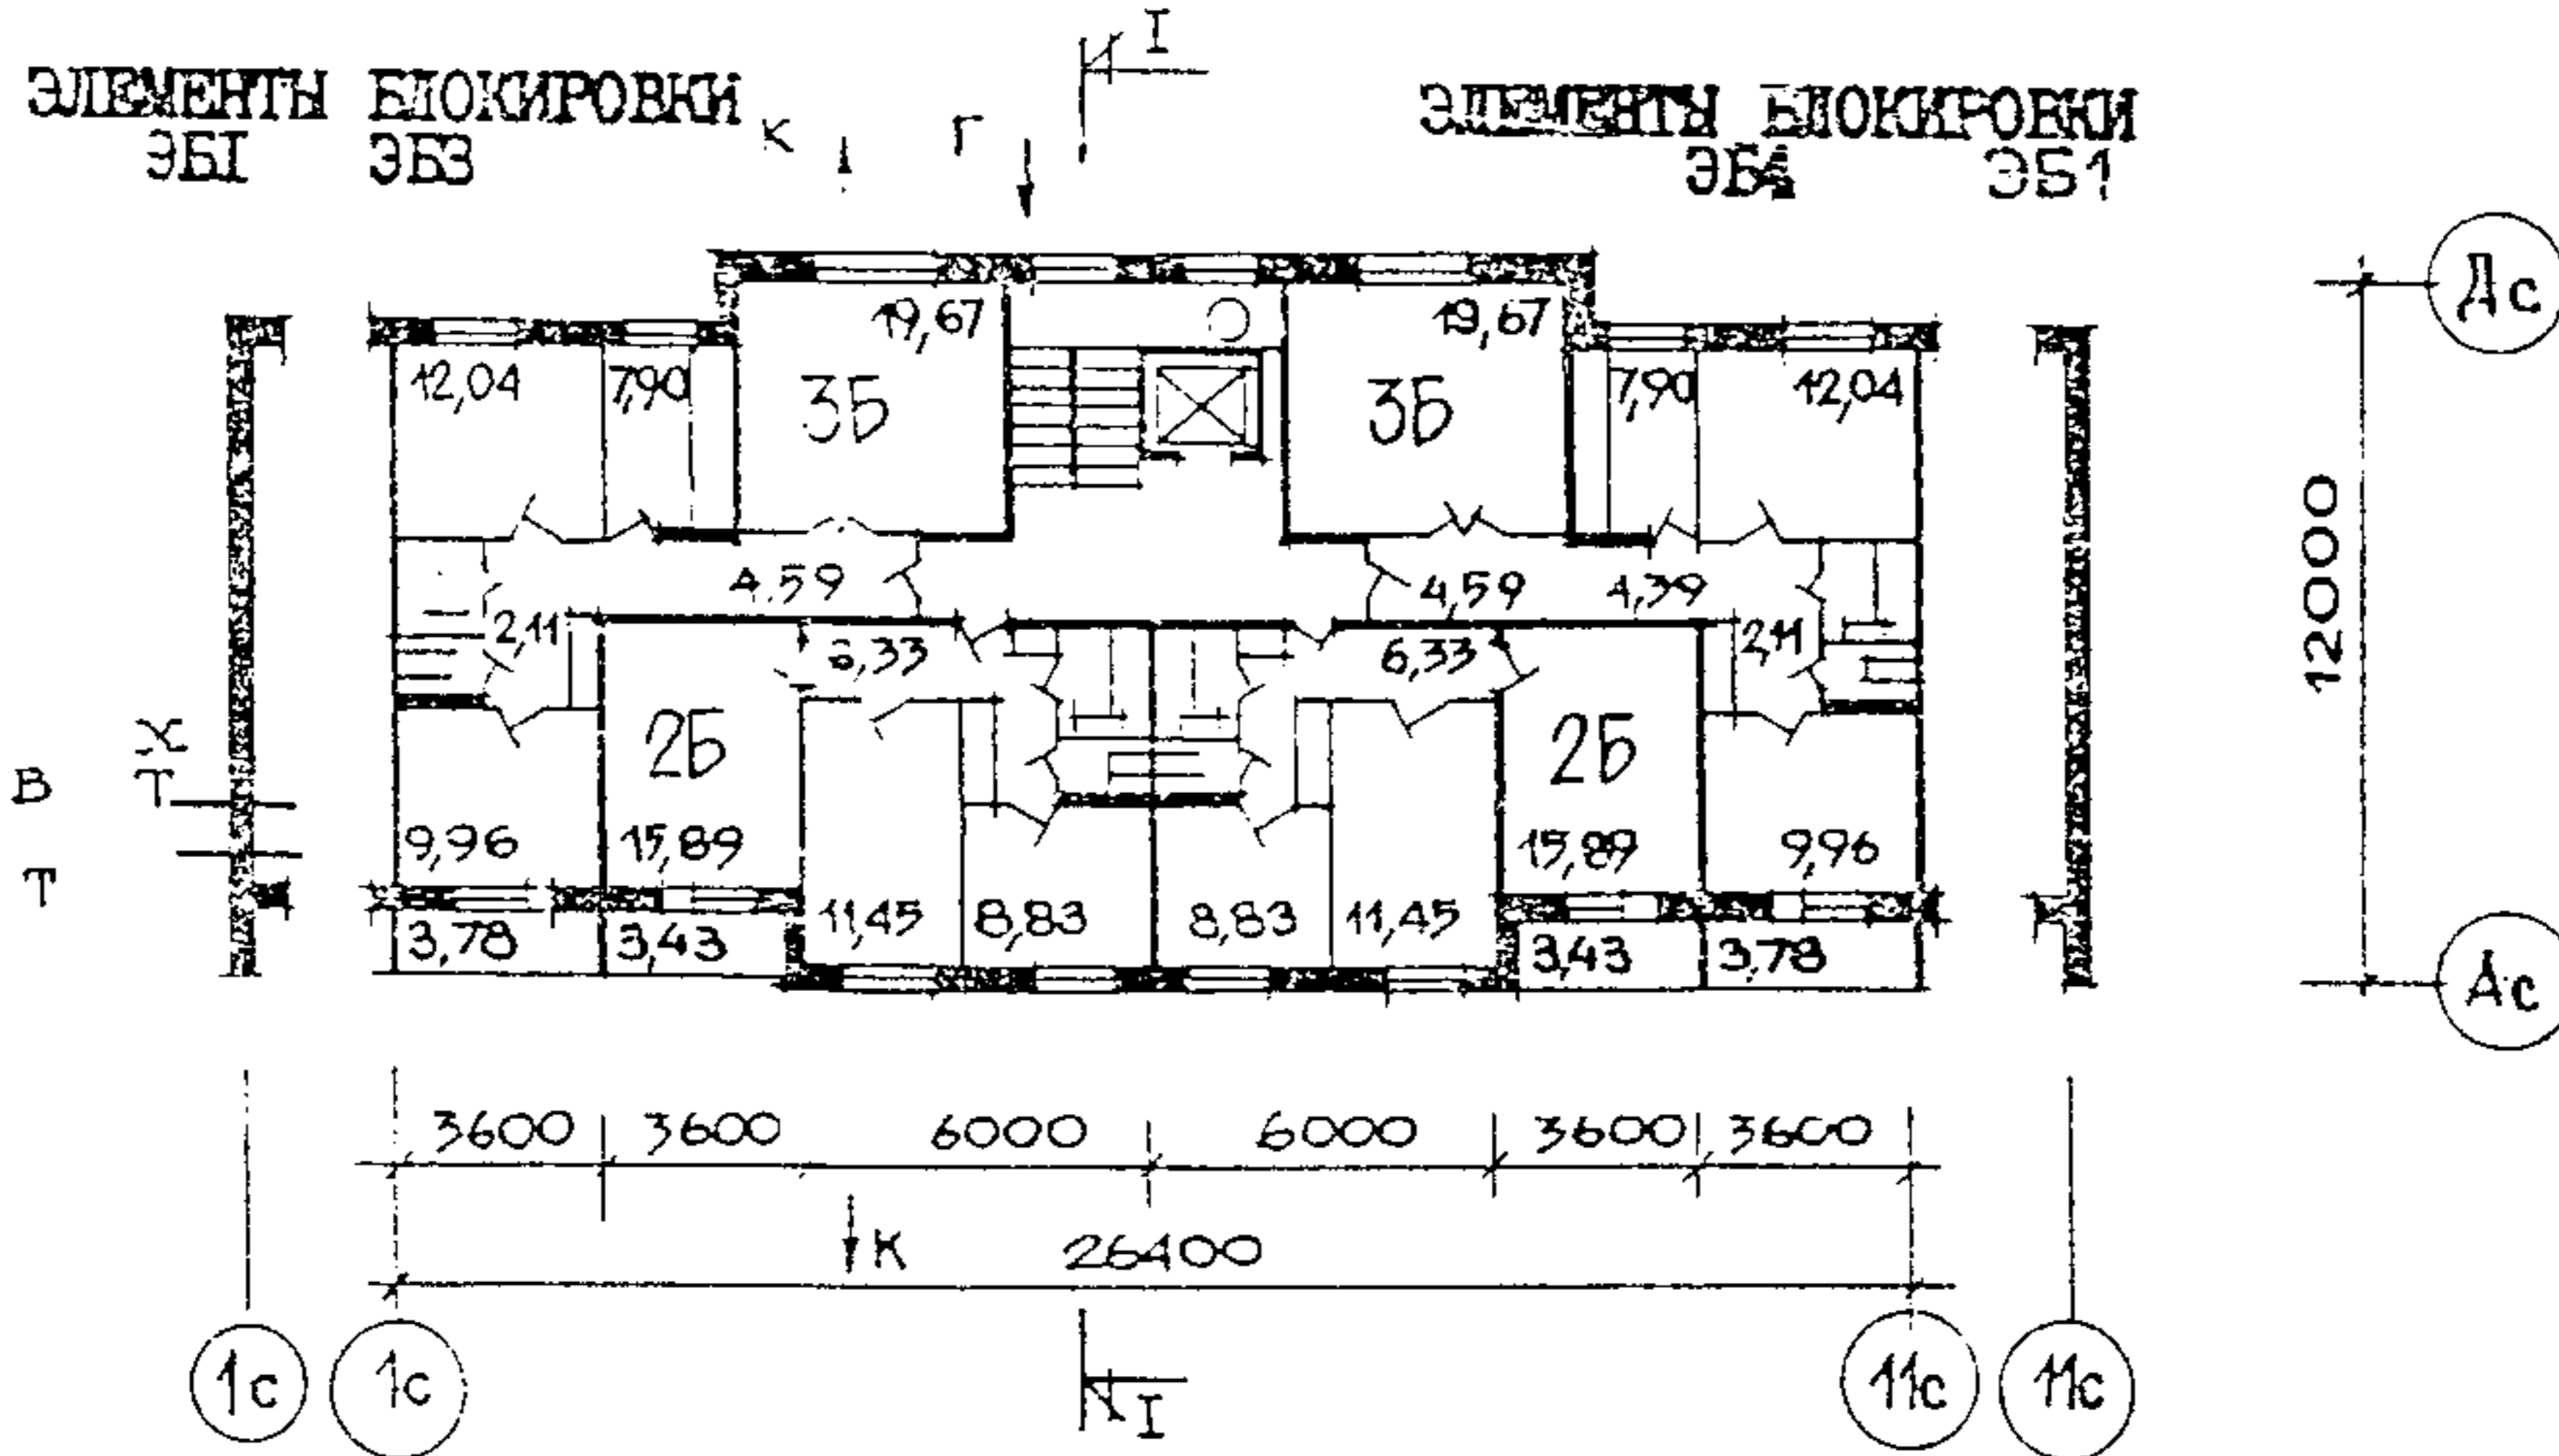 I
ЭЛЕМЕНТЫ БЛОКИРОВКИ
ЭБI ЭБ3
К Г
ЭЛЕМЕНТЫ БЛОКИРОВКИ
ЭБ1
Дс
19,67 19,67
12,04 7,90 3Б 3Б 7,90 12,04
12000
4,59 4,59 4,39
2,11 6,33 6,33 2,11
2Б 2Б
В Т
9,96 15,89 15,89 9,96
Т
11,45 8,83 8,83 11,45
3,78 3,43 3,43 3,78
Ас
3600 3600 6000 6000 3600 3600
К 26400
1с 1с 11с 11с
I